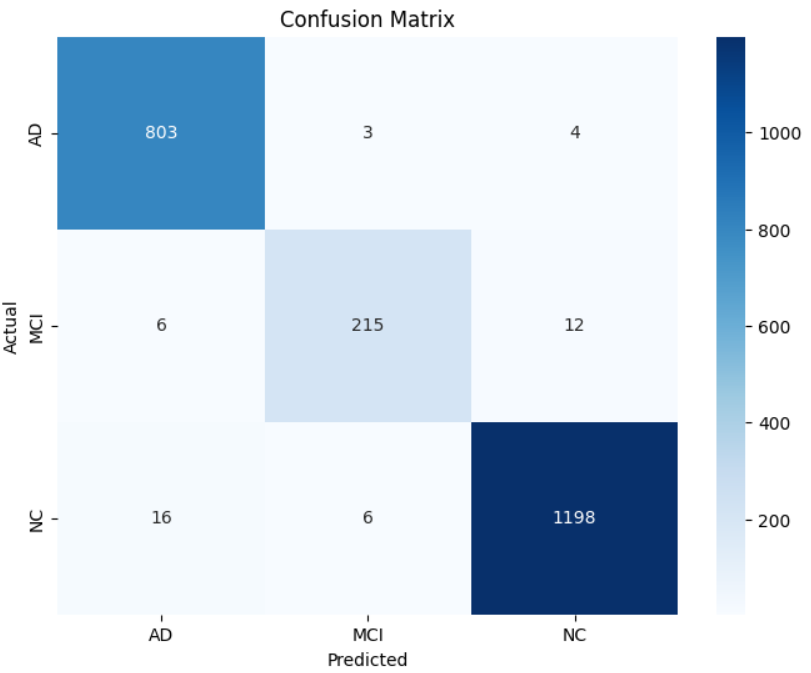 Confusion Matrix
AD
803
3
4
1000
800
Actual
MCI
6
215
12
600
400
NC
16
6
1198
200
AD
MCI
NC
Predicted